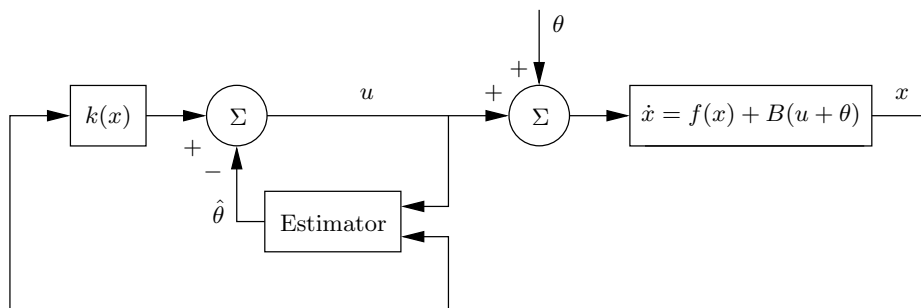 θ
+
k(x)
Σ
u
+
Σ
ẋ = f(x) + B(u + θ)
x
+
−
θ̂
Estimator